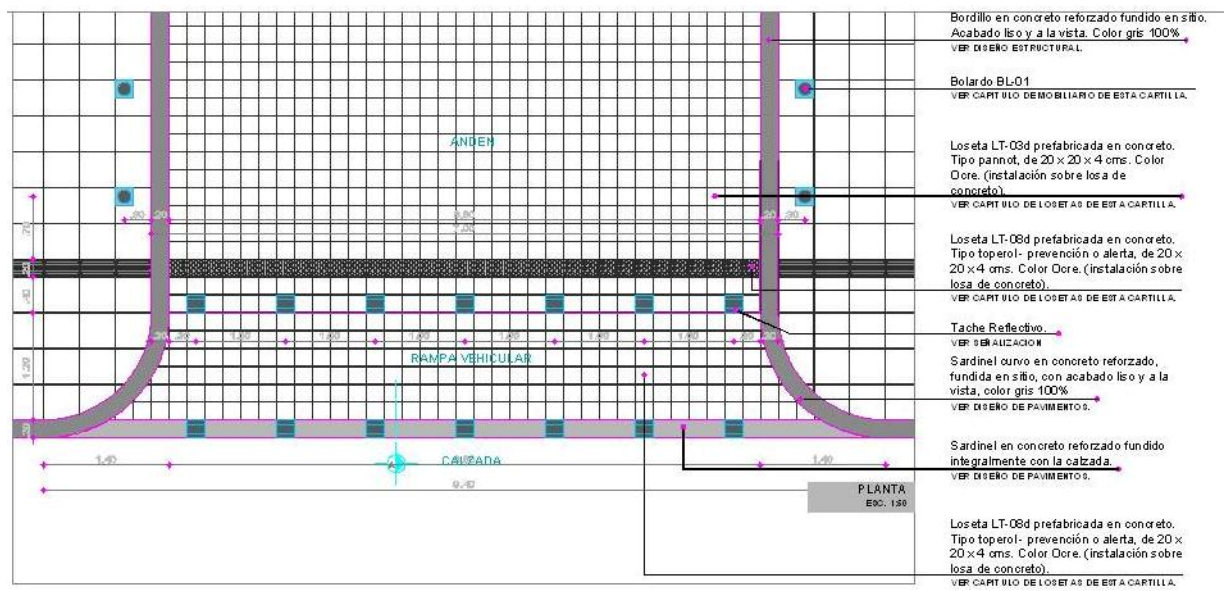 Bordillo en concreto reforzado fundido en sitio.
Acabado liso y a la vista. Color gris 100%
VER DISEÑO ESTRUCTURAL.
Bolardo BL-01
VER CAPITULO DE MOBILIARIO DE ESTA CARTILLA.
ANDEN
Loseta LT-03d prefabricada en concreto.
Tipo pannot, de 20 x 20 x 4 cms. Color
Ocre. (instalación sobre losa de
concreto).
VER CAPITULO DE LOSETAS DE ESTA CARTILLA.
Loseta LT-08d prefabricada en concreto.
Tipo toperol- prevención o alerta, de 20 x
20 x 4 cms. Color Ocre. (instalación sobre
losa de concreto).
VER CAPITULO DE LOSETAS DE ESTA CARTILLA.
Tache Reflectivo.
VER SEÑALIZACION
RAMPA VEHICULAR
Sardinel curvo en concreto reforzado,
fundida en sitio, con acabado liso y a la
vista, color gris 100%
VER DISEÑO DE PAVIMENTOS.
Sardinel en concreto reforzado fundido
integralmente con la calzada.
VER DISEÑO DE PAVIMENTOS.
1.40
CALZADA
1.40
PLANTA
ESC. 1:50
Loseta LT-08d prefabricada en concreto.
Tipo toperol- prevención o alerta, de 20 x
20 x 4 cms. Color Ocre. (instalación sobre
losa de concreto).
VER CAPITULO DE LOSETAS DE ESTA CARTILLA.